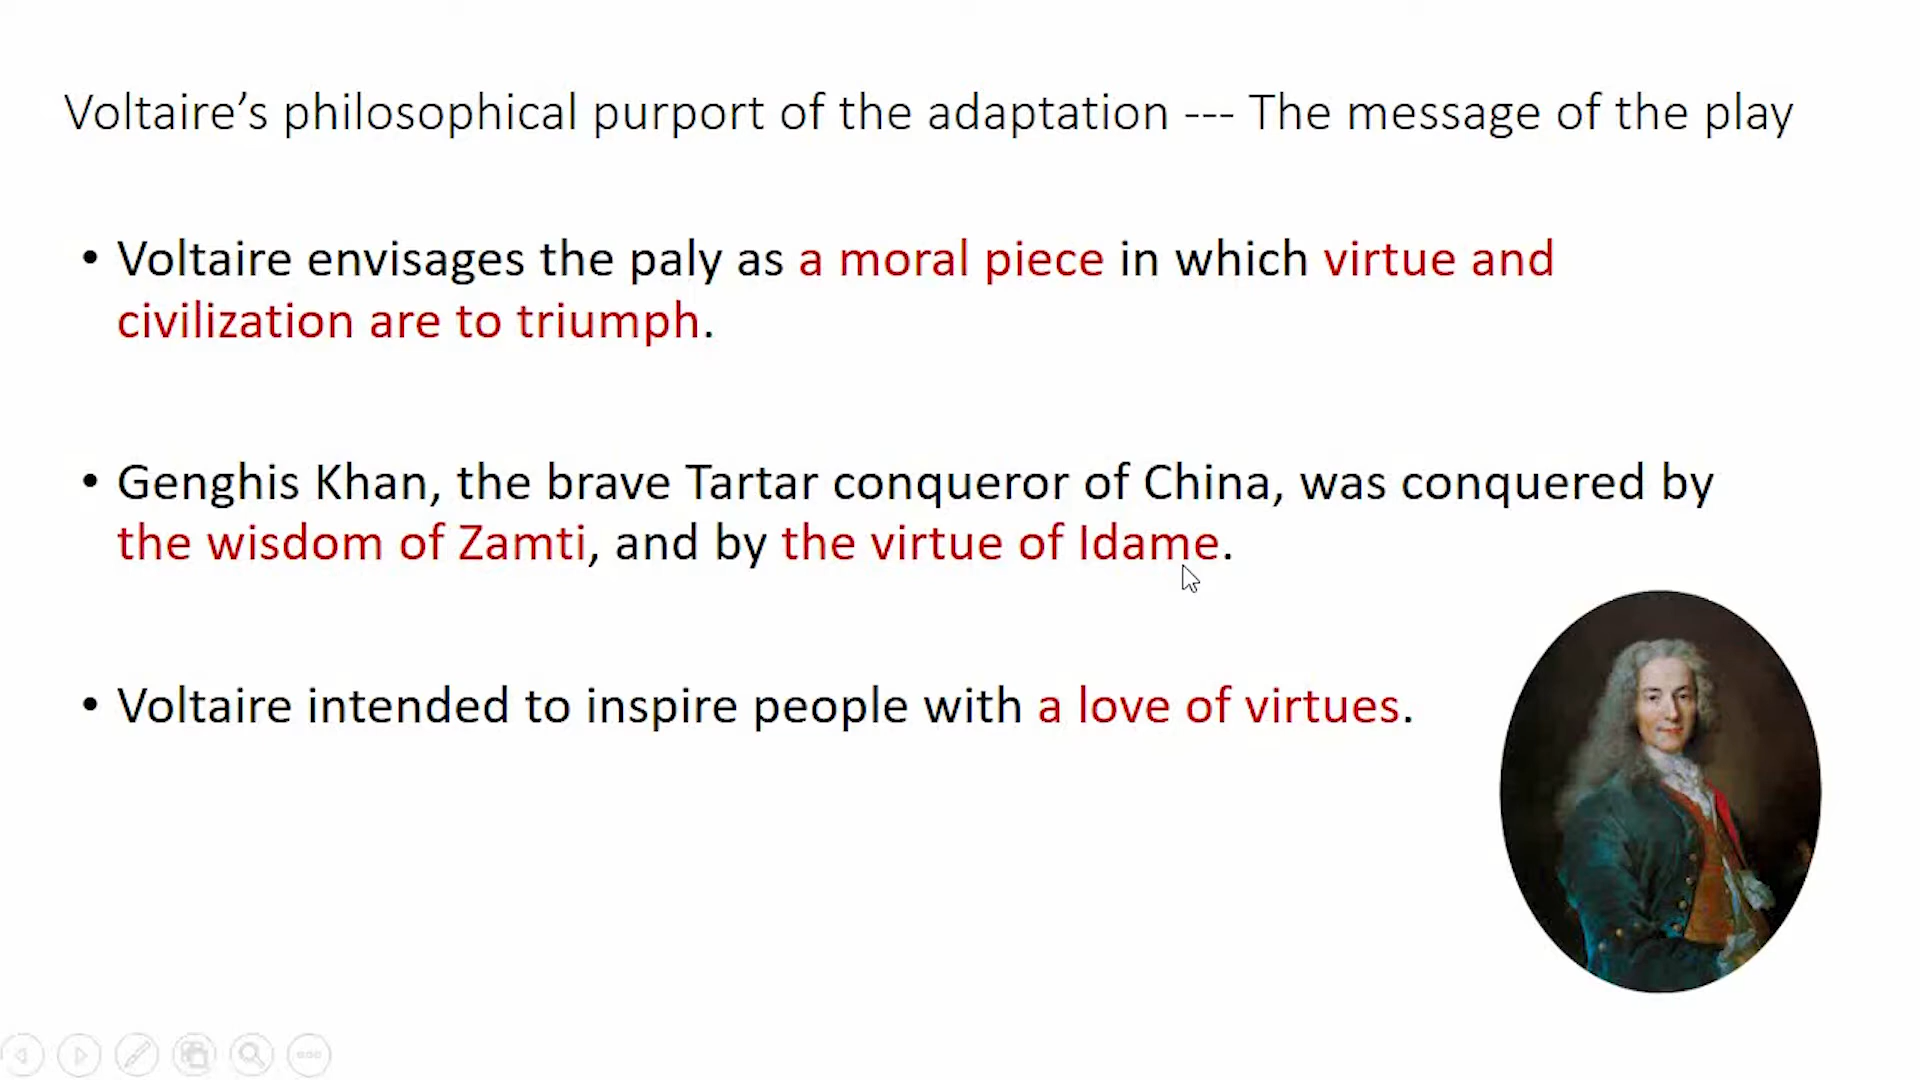 Voltaire’s philosophical purport of the adaptation --- The message of the play
• Voltaire envisages the paly as a moral piece in which virtue and
civilization are to triumph.
• Genghis Khan, the brave Tartar conqueror of China, was conquered by
the wisdom of Zamti, and by the virtue of Idame.
• Voltaire intended to inspire people with a love of virtues.